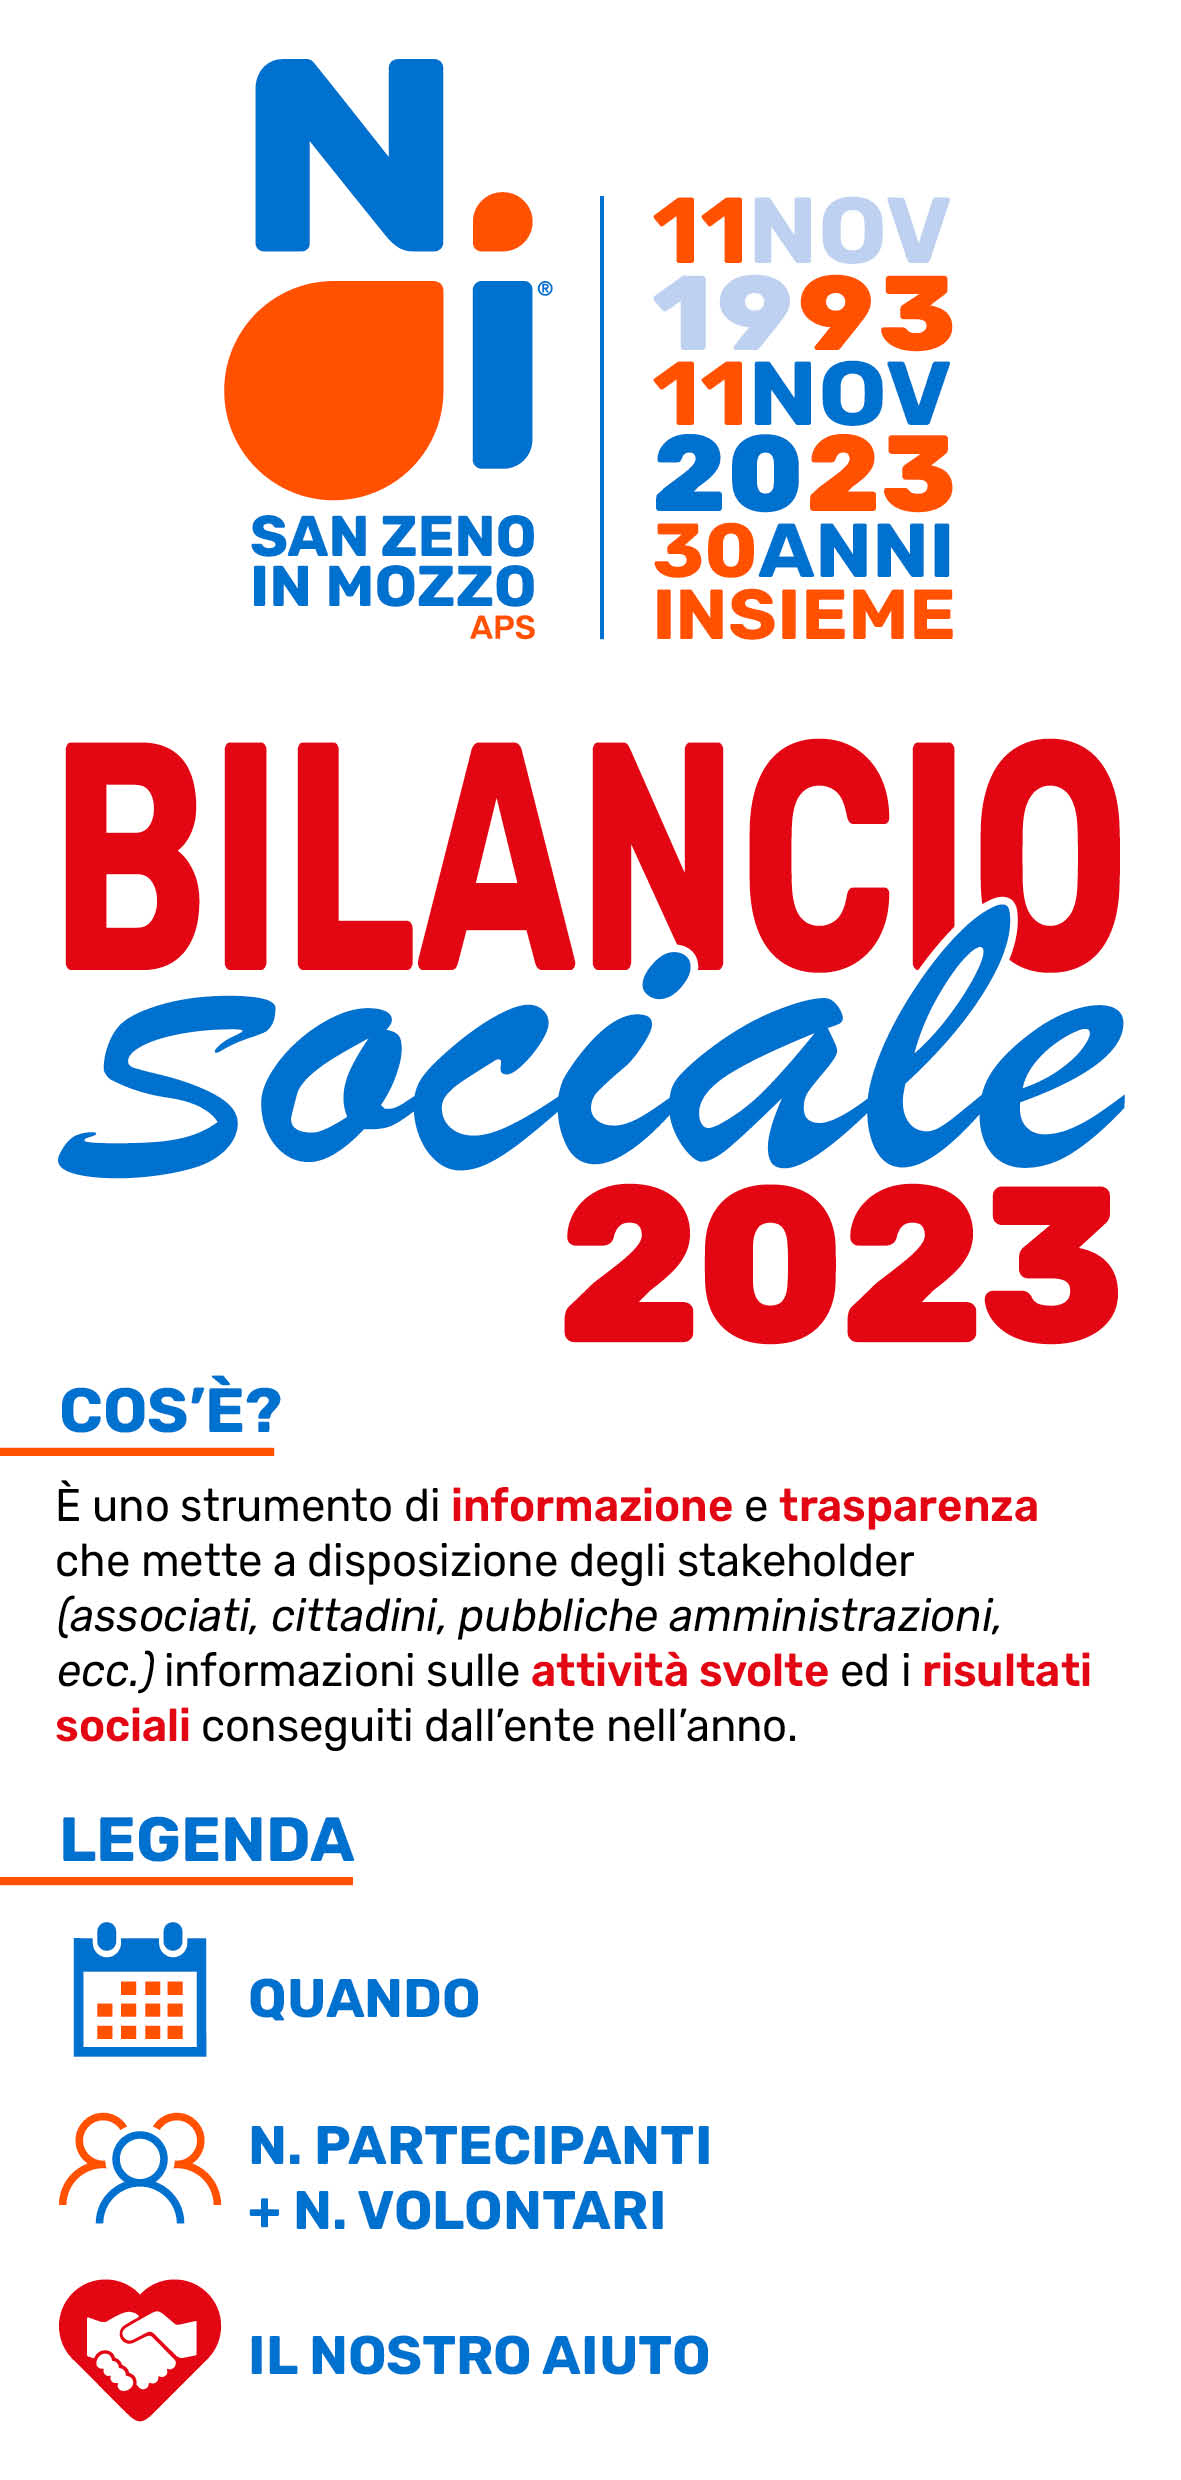 N.
i®
SAN ZENO
IN MOZZO
APS
11NOV
1993
11NOV
2023
30ANNI
INSIEME
BILANCIO
sociale
2023
COS’È?
È uno strumento di informazione e trasparenza
che mette a disposizione degli stakeholder
(associati, cittadini, pubbliche amministrazioni,
ecc.) informazioni sulle attività svolte ed i risultati
sociali conseguiti dall’ente nell’anno.
LEGENDA
QUANDO
N. PARTECIPANTI
+ N. VOLONTARI
IL NOSTRO AIUTO